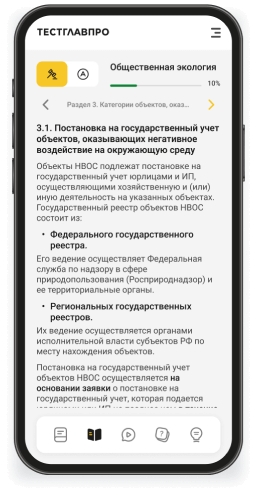 ТЕСТГЛАВПРО
Общественная экология
10%
Раздел 3. Категории объектов, оказ...
3.1. Постановка на государственный учет
объектов, оказывающих негативное
воздействие на окружающую среду
Объекты НВОС подлежат постановке на
государственный учет юрлицами и ИП,
осуществляющими хозяйственную и (или)
иную деятельность на указанных объектах.
Государственный реестр объектов НВОС
состоит из:
• Федерального государственного
реестра.
Его ведение осуществляет Федеральная
служба по надзору в сфере
природопользования (Росприроднадзор) и
ее территориальные органы.
• Региональных государственных
реестров.
Их ведение осуществляется органами
исполнительной власти субъектов РФ по
месту нахождения объектов.
Постановка на государственный учет
объектов НВОС осуществляется на
основании заявки о постановке на
государственный учет, которая подается